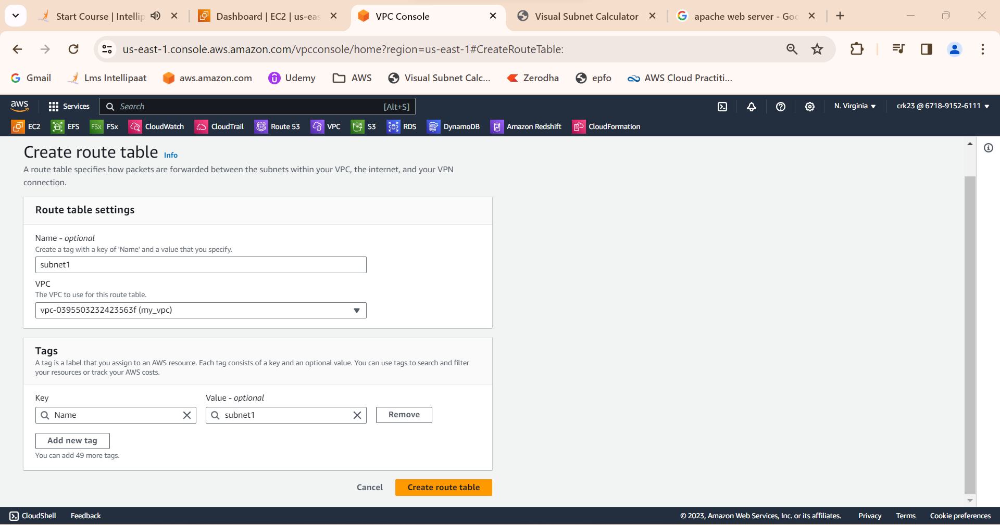 Start Course | Intellip
Dashboard | EC2 | us-eas
VPC Console
Visual Subnet Calculator
apache web server - Goo
us-east-1.console.aws.amazon.com/vpcconsole/home?region=us-east-1#CreateRouteTable:
Gmail
Lms Intellipaat
aws.amazon.com
Udemy
AWS
Visual Subnet Calc...
Zerodha
epfo
AWS Cloud Practiti...
aws
Services
Search
[Alt+S]
N. Virginia
crk23 @ 6718-9152-6111
EC2
EFS
FSx
FSx
CloudWatch
CloudTrail
Route 53
VPC
S3
RDS
DynamoDB
Amazon Redshift
CloudFormation
Create route table Info
A route table specifies how packets are forwarded between the subnets within your VPC, the internet, and your VPN
connection.
Route table settings
Name - optional
Create a tag with a key of 'Name' and a value that you specify.
subnet1
VPC
The VPC to use for this route table.
vpc-0395503232423563f (my_vpc)
Tags
A tag is a label that you assign to an AWS resource. Each tag consists of a key and an optional value. You can use tags to search and filter
your resources or track your AWS costs.
Key
Value - optional
Name
subnet1
Remove
Add new tag
You can add 49 more tags.
Cancel
Create route table
CloudShell
Feedback
© 2023, Amazon Web Services, Inc. or its affiliates.
Privacy
Terms
Cookie preferences